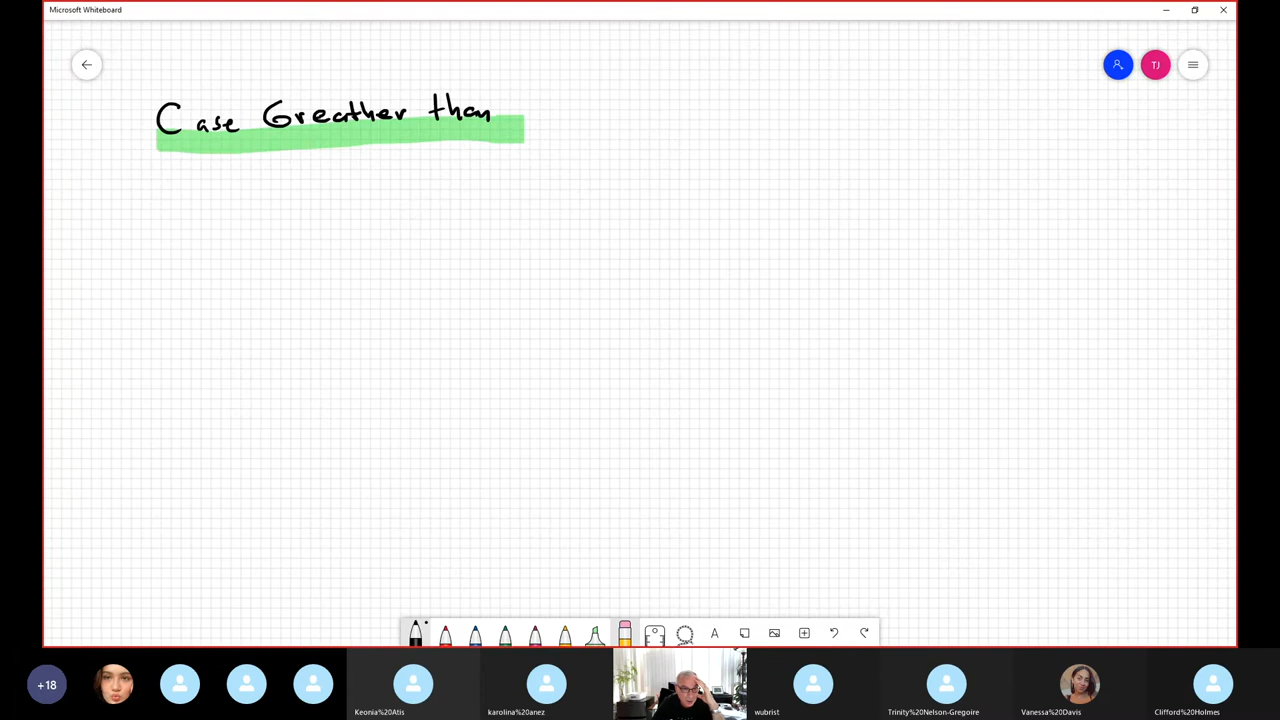 Microsoft Whiteboard
TJ
Case Greather than
A
+18
Keonia%20Atis
karolina%20anez
wubrist
Trinity%20Nelson-Gregoire
Vanessa%20Davis
Clifford%20Holmes